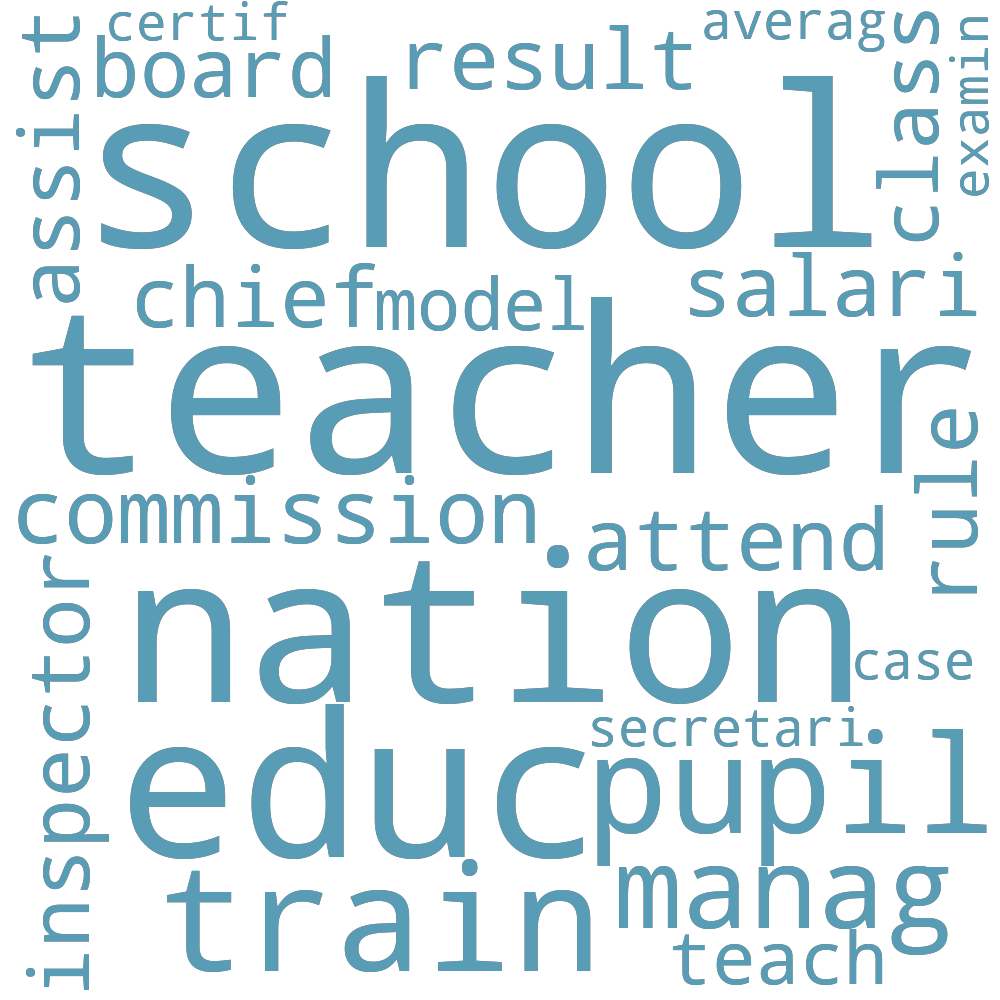 certif
averag
board
result
assist
class
examin
school
chief
model
salari
teacher
rule
commission
attend
inspector
nation
case
secretari
educ
pupil
train
manag
teach